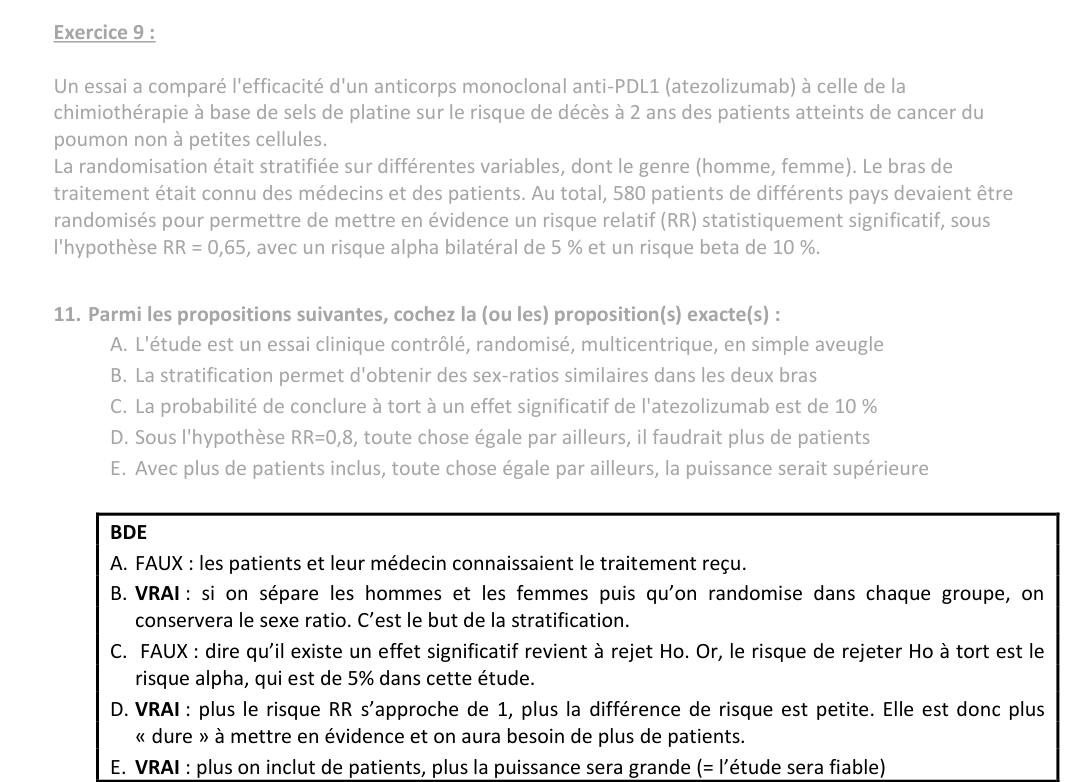 Exercice 9 :
Un essai a comparé l'efficacité d'un anticorps monoclonal anti-PDL1 (atezolizumab) à celle de la
chimiothérapie à base de sels de platine sur le risque de décès à 2 ans des patients atteints de cancer du
poumon non à petites cellules.
La randomisation était stratifiée sur différentes variables, dont le genre (homme, femme). Le bras de
traitement était connu des médecins et des patients. Au total, 580 patients de différents pays devaient être
randomisés pour permettre de mettre en évidence un risque relatif (RR) statistiquement significatif, sous
l'hypothèse RR = 0,65, avec un risque alpha bilatéral de 5 % et un risque beta de 10 %.
11. Parmi les propositions suivantes, cochez la (ou les) proposition(s) exacte(s) :
A. L'étude est un essai clinique contrôlé, randomisé, multicentrique, en simple aveugle
B. La stratification permet d'obtenir des sex-ratios similaires dans les deux bras
C. La probabilité de conclure à tort à un effet significatif de l'atezolizumab est de 10 %
D. Sous l'hypothèse RR=0,8, toute chose égale par ailleurs, il faudrait plus de patients
E. Avec plus de patients inclus, toute chose égale par ailleurs, la puissance serait supérieure
BDE
A. FAUX : les patients et leur médecin connaissaient le traitement reçu.
B. VRAI : si on sépare les hommes et les femmes puis qu’on randomise dans chaque groupe, on
conservera le sexe ratio. C’est le but de la stratification.
C. FAUX : dire qu’il existe un effet significatif revient à rejet Ho. Or, le risque de rejeter Ho à tort est le
risque alpha, qui est de 5% dans cette étude.
D. VRAI : plus le risque RR s’approche de 1, plus la différence de risque est petite. Elle est donc plus
« dure » à mettre en évidence et on aura besoin de plus de patients.
E. VRAI : plus on inclut de patients, plus la puissance sera grande (= l’étude sera fiable)